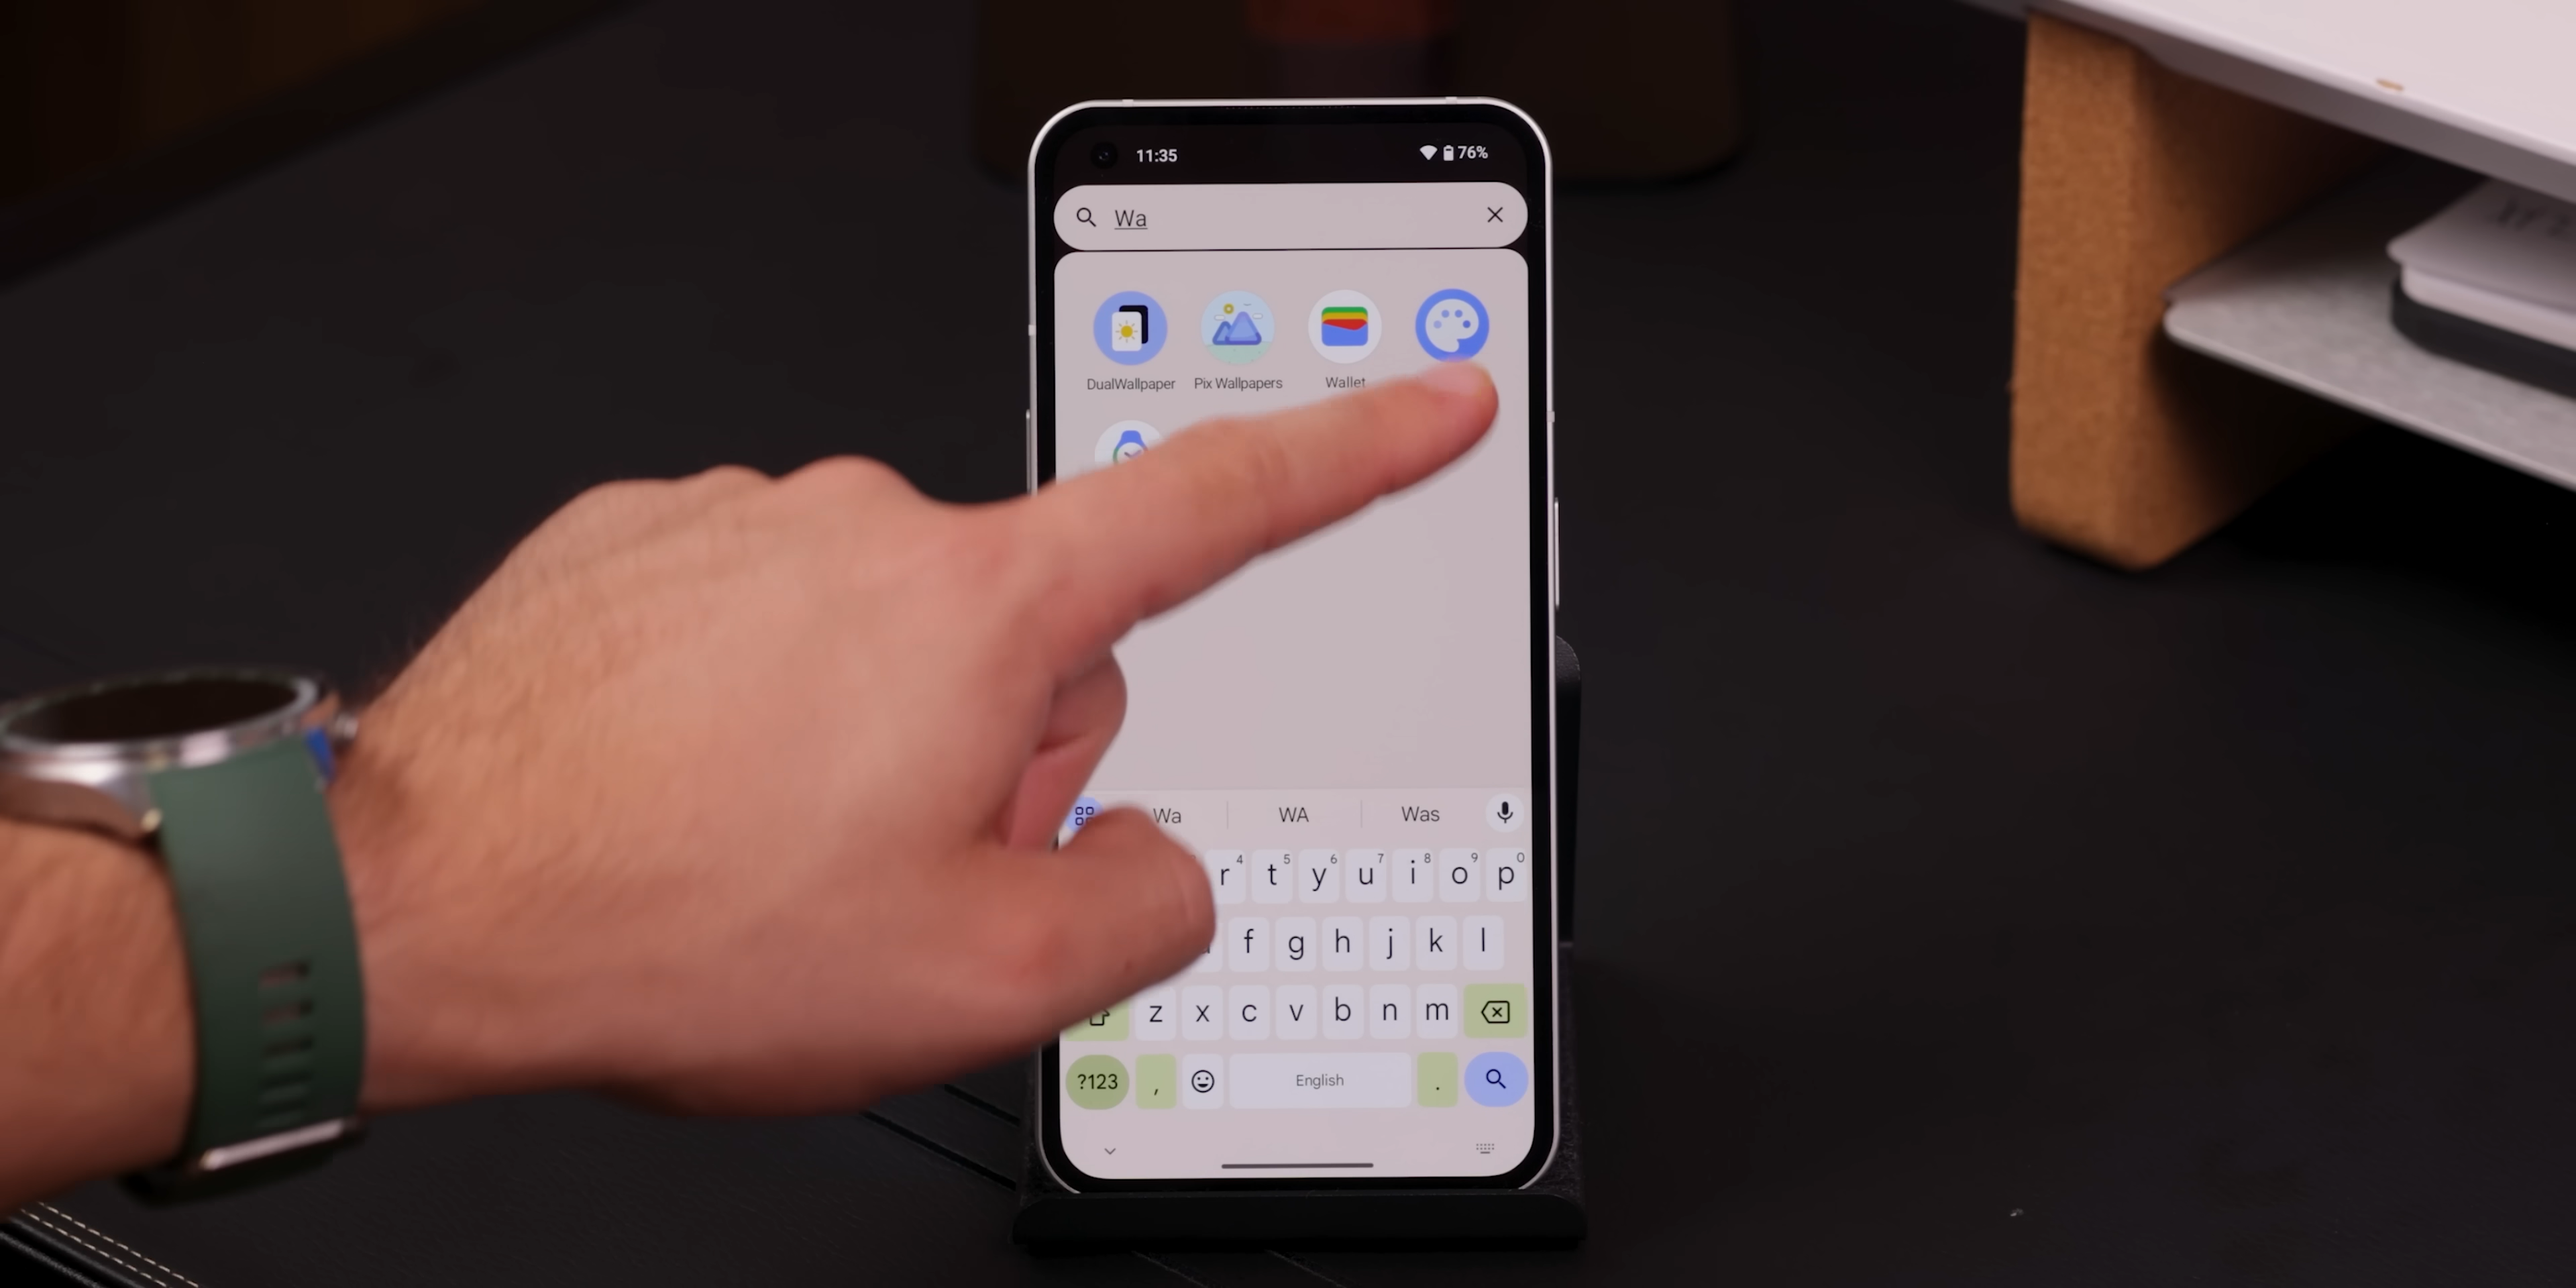 11:35 76%
Wa
DualWallpaper Pix Wallpapers Wallet
Wa WA Was
r 4 t 5 y 6 u 7 i 8 o 9 p 0
f g h j k l
z x c v b n m
?123 , English .